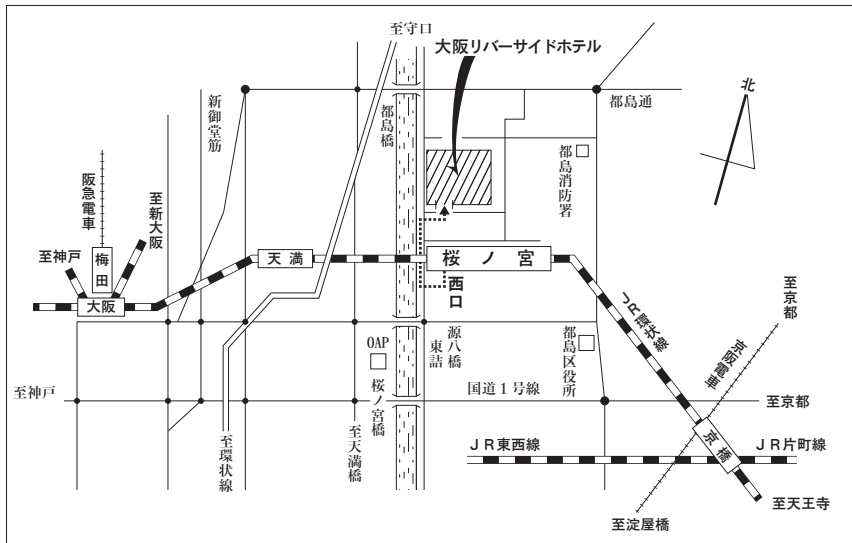 至守口
大阪リバーサイドホテル
新御堂筋
都島橋
都島通
北
都島消防署
阪急電車
至新大阪
至神戸
梅田
大阪
天満
桜ノ宮
西口
JR環状線
至京都
京阪電車
OAP
桜ノ宮橋
源八橋
東詰
都島区役所
国道1号線
至神戸
至京都
至環状線
至天満橋
JR東西線
京橋
JR片町線
至淀屋橋
至天王寺